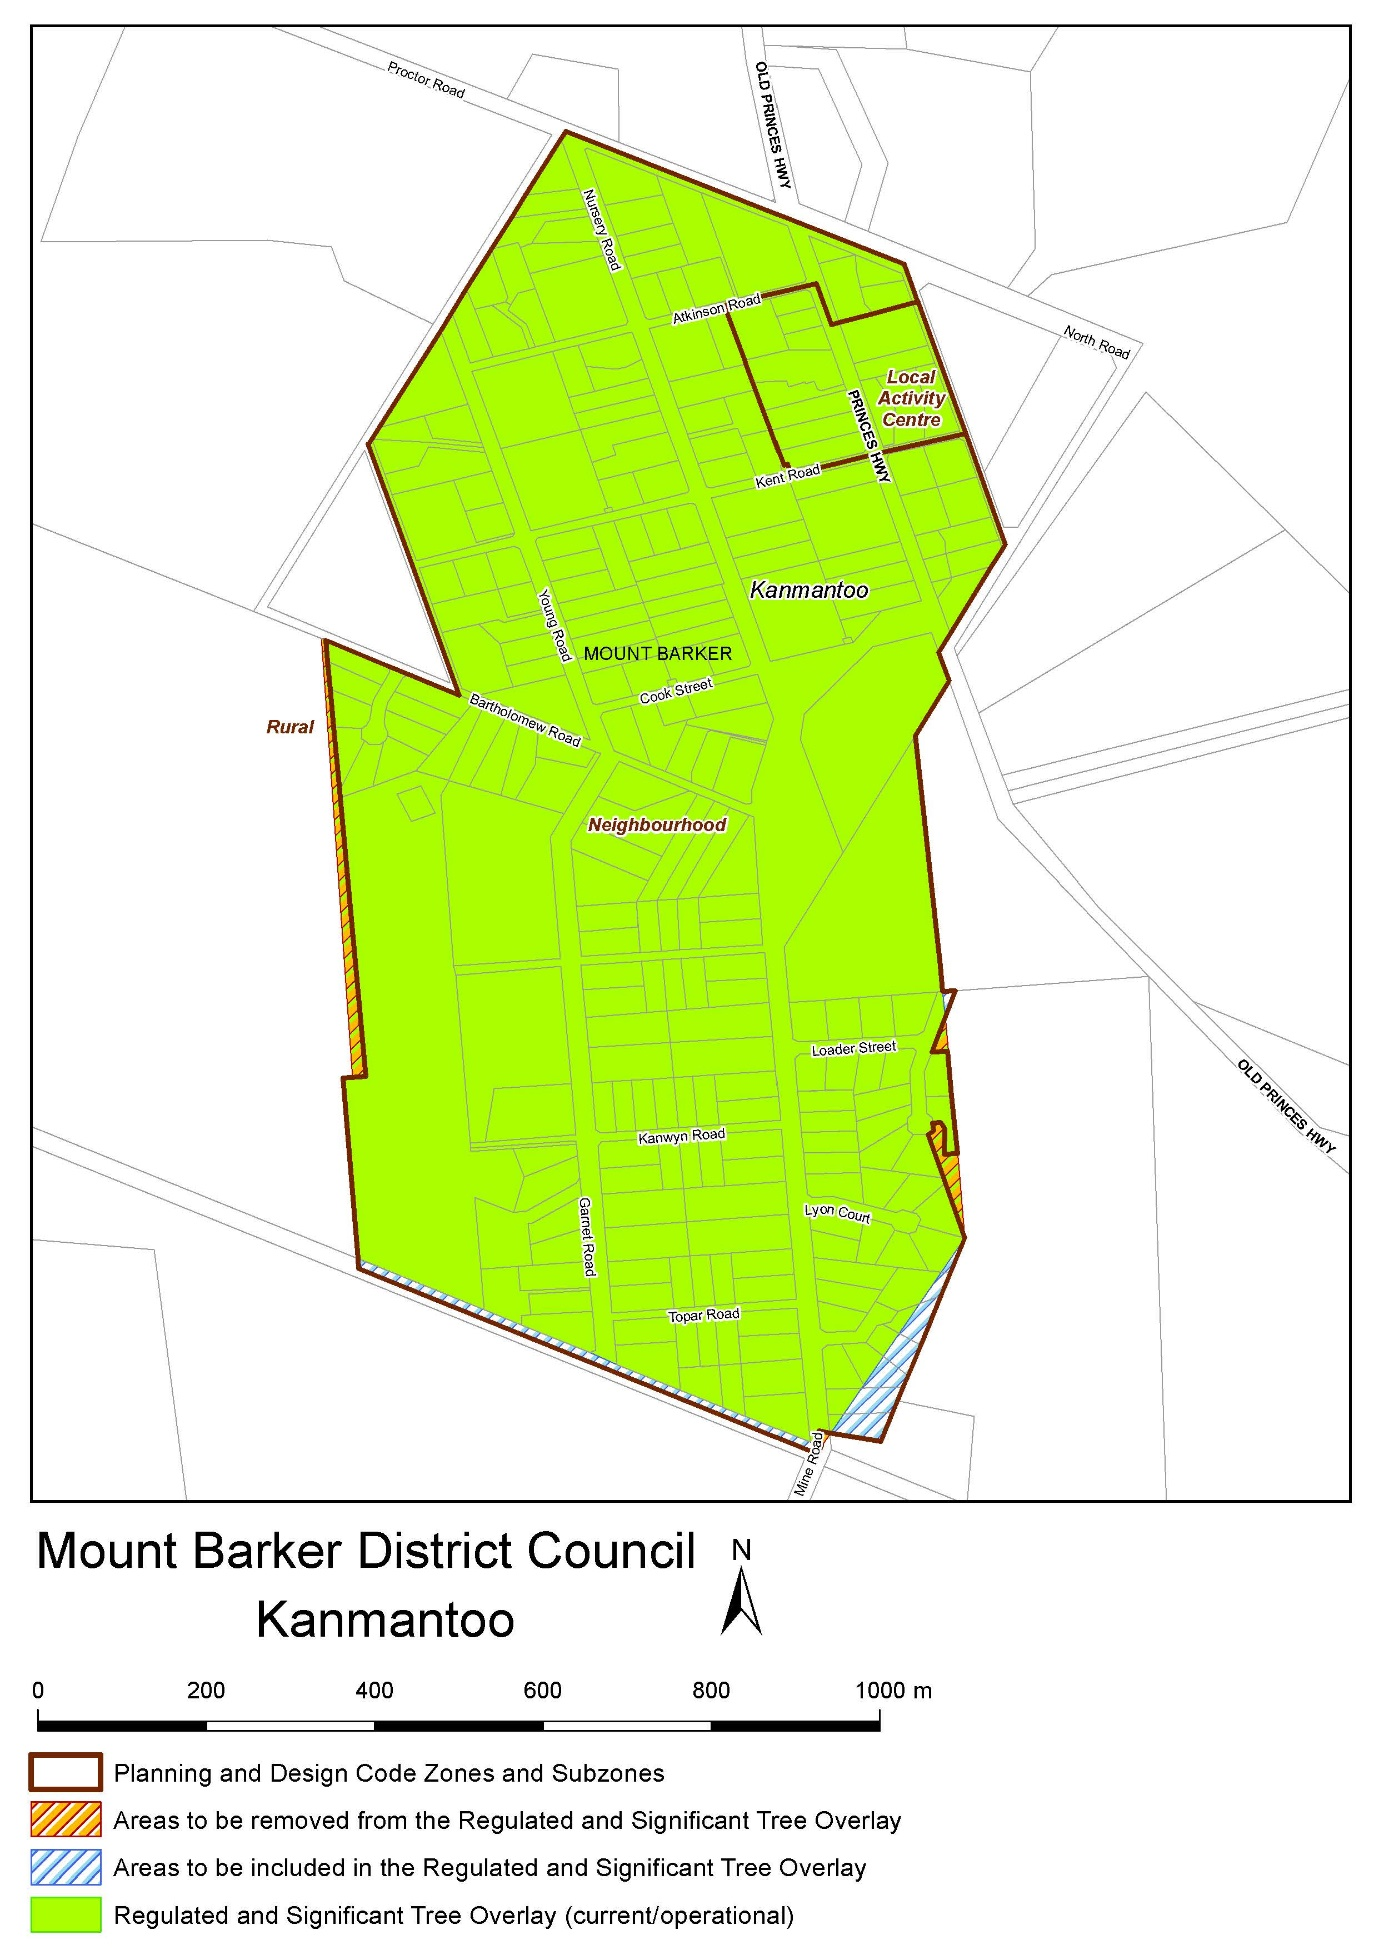 Proctor Road
OLD PRINCES HWY
Nursery Road
Atkinson Road
North Road
Local
Activity
Centre
PRINCES HWY
Kent Road
Kanmantoo
Young Road
MOUNT BARKER
Cook Street
Bartholomew Road
Rural
Neighbourhood
Loader Street
OLD PRINCES HWY
Kanwyn Road
Garnet Road
Lyon Court
Topar Road
Mine Road
Mount Barker District Council
Kanmantoo
N
0 200 400 600 800 1000 m
Planning and Design Code Zones and Subzones
Areas to be removed from the Regulated and Significant Tree Overlay
Areas to be included in the Regulated and Significant Tree Overlay
Regulated and Significant Tree Overlay (current/operational)